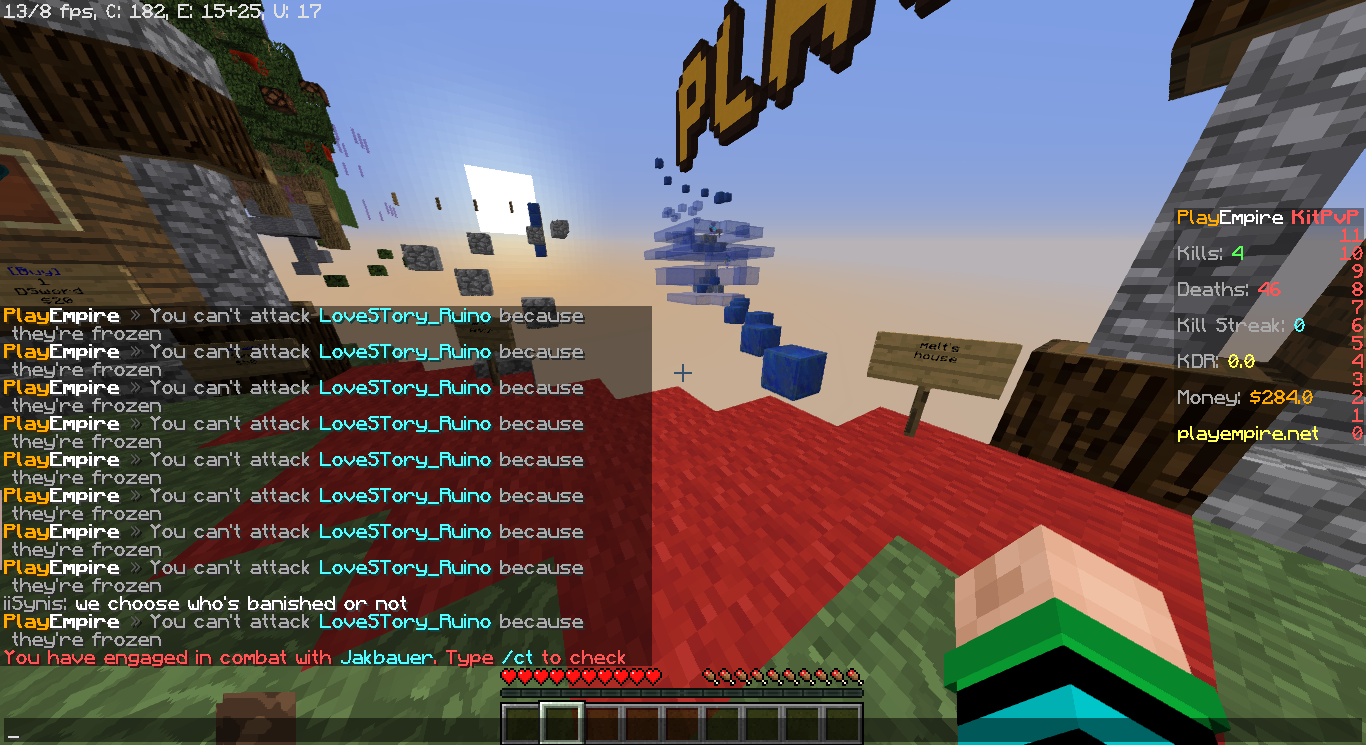 13/8 fps, C: 182, E: 15+25, U: 17
PLA
[Buy]
1
DSword
$20
Melt's
house
PlayEmpire KitPvP
11
Kills: 4 10
9
Deaths: 46 8
7
Kill Streak: 0 6
5
KDR: 0.0 4
3
Money: $284.0 2
1
playempire.net 0
PlayEmpire » You can't attack LoveSTory_Ruino because
they're frozen
PlayEmpire » You can't attack LoveSTory_Ruino because
they're frozen
PlayEmpire » You can't attack LoveSTory_Ruino because
they're frozen
PlayEmpire » You can't attack LoveSTory_Ruino because
they're frozen
PlayEmpire » You can't attack LoveSTory_Ruino because
they're frozen
PlayEmpire » You can't attack LoveSTory_Ruino because
they're frozen
PlayEmpire » You can't attack LoveSTory_Ruino because
they're frozen
PlayEmpire » You can't attack LoveSTory_Ruino because
they're frozen
iiSynis: we choose who's banished or not
PlayEmpire » You can't attack LoveSTory_Ruino because
they're frozen
You have engaged in combat with Jakbauer. Type /ct to check
_